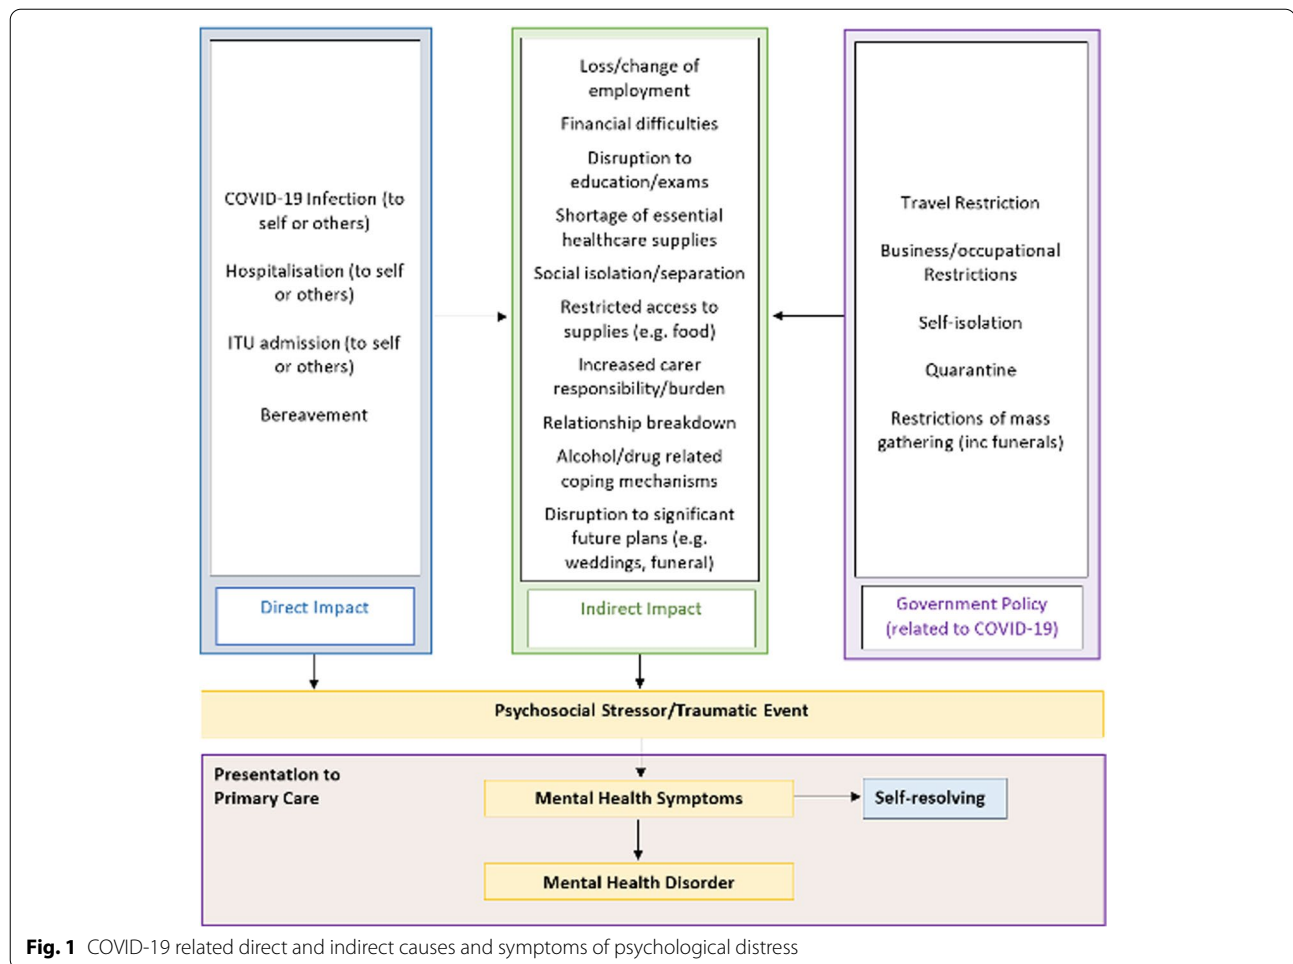 COVID-19 Infection (to
self or others)
Hospitalisation (to self
or others)
ITU admission (to self
or others)
Bereavement
Direct Impact
Loss/change of
employment
Financial difficulties
Disruption to
education/exams
Shortage of essential
healthcare supplies
Social isolation/separation
Restricted access to
supplies (e.g. food)
Increased carer
responsibility/burden
Relationship breakdown
Alcohol/drug related
coping mechanisms
Disruption to significant
future plans (e.g.
weddings, funeral)
Indirect Impact
Travel Restriction
Business/occupational
Restrictions
Self-isolation
Quarantine
Restrictions of mass
gathering (inc funerals)
Government Policy
(related to COVID-19)
Psychosocial Stressor/Traumatic Event
Presentation to
Primary Care
Mental Health Symptoms
Self-resolving
Mental Health Disorder
Fig. 1 COVID-19 related direct and indirect causes and symptoms of psychological distress